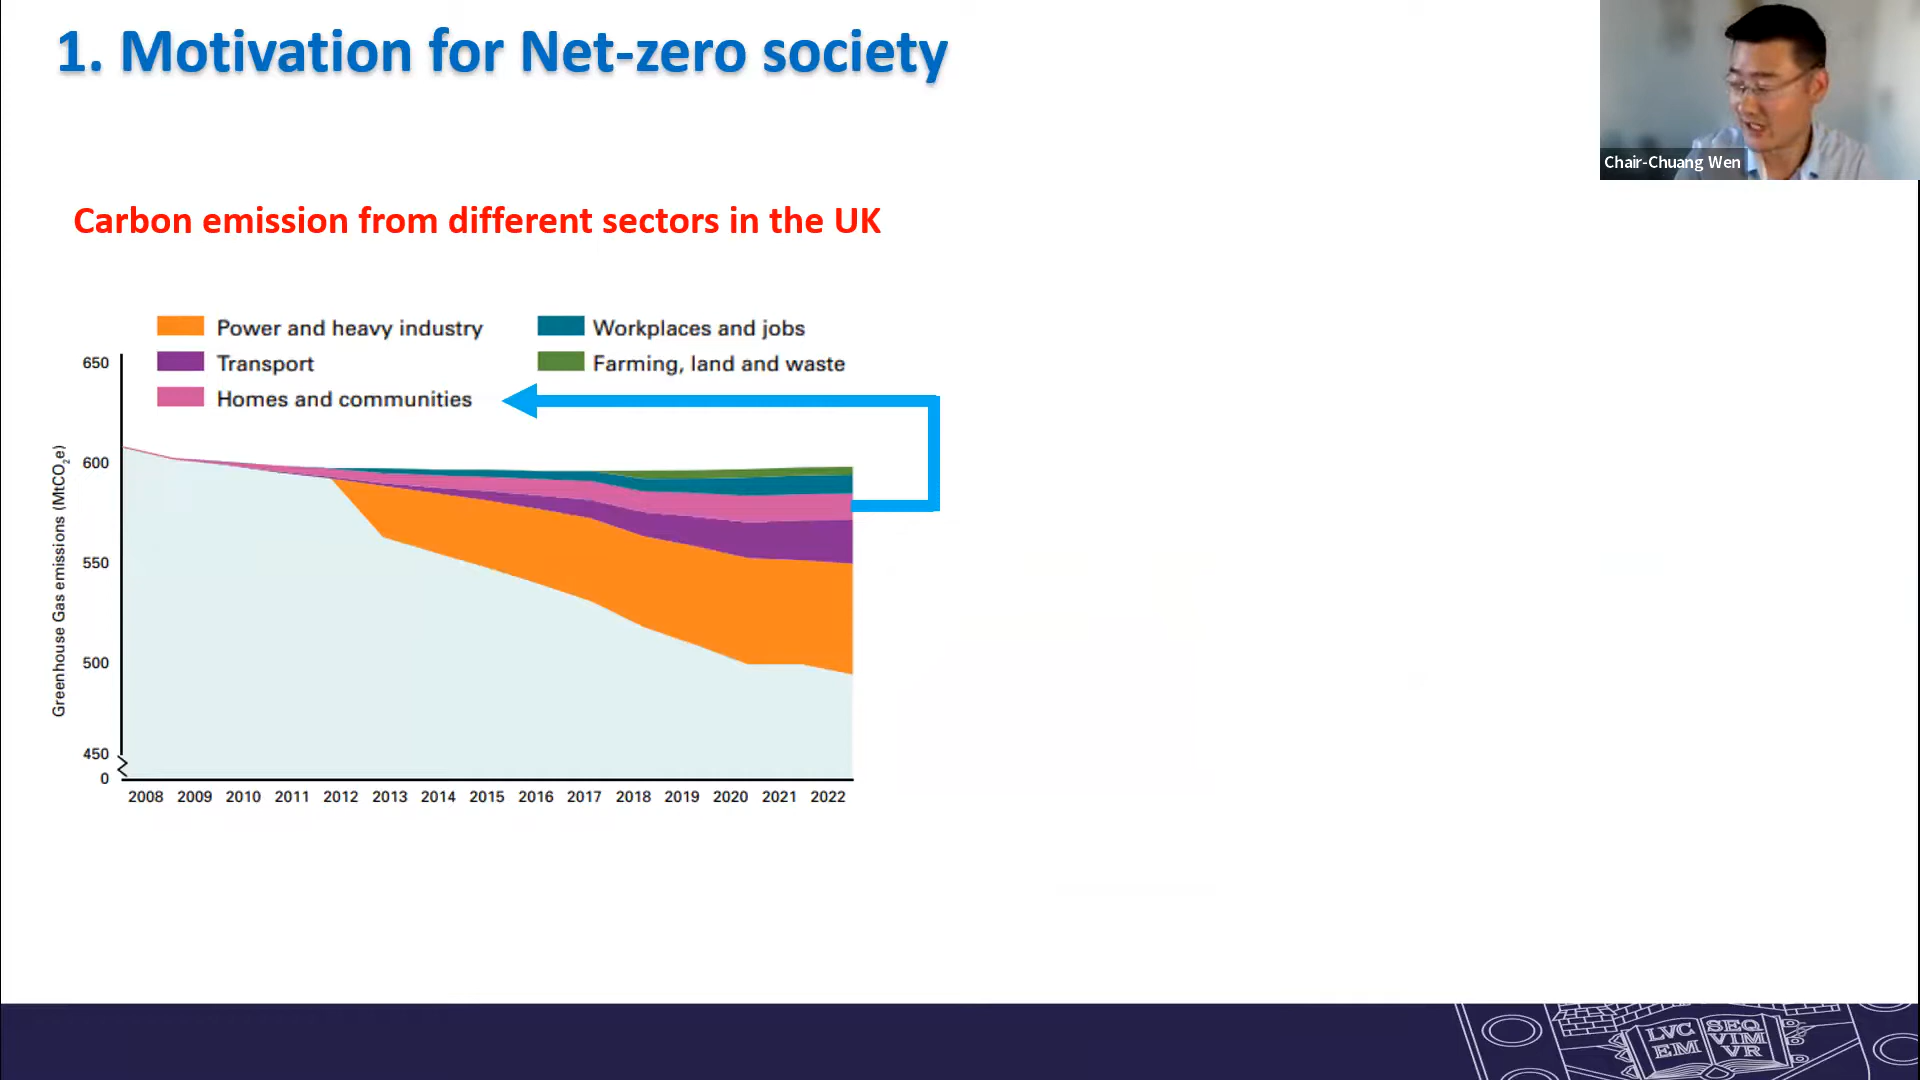 1. Motivation for Net-zero society
Chair-Chuang Wen
Carbon emission from different sectors in the UK
Power and heavy industry
Workplaces and jobs
Transport
Farming, land and waste
Homes and communities
Greenhouse Gas emissions (MtCO₂e)
650
600
550
500
450
0
2008 2009 2010 2011 2012 2013 2014 2015 2016 2017 2018 2019 2020 2021 2022
LVC SEQ
EM VIM
VR